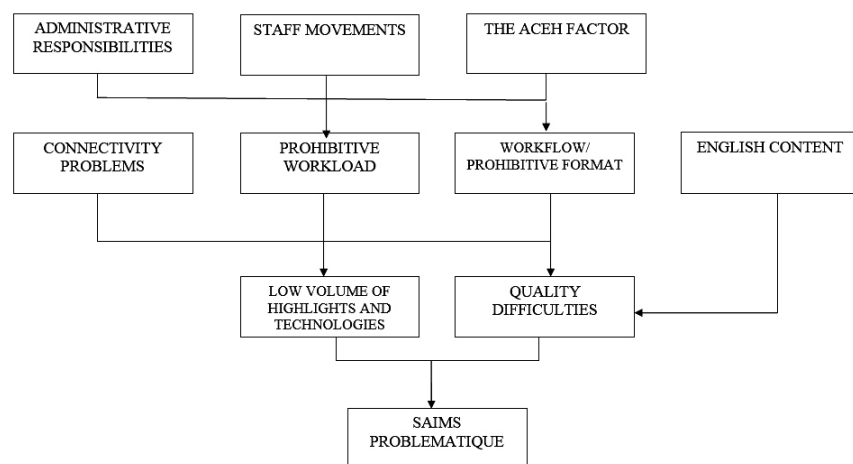 ADMINISTRATIVE
RESPONSIBILITIES
STAFF MOVEMENTS
THE ACEH FACTOR
CONNECTIVITY
PROBLEMS
PROHIBITIVE
WORKLOAD
WORKFLOW/
PROHIBITIVE FORMAT
ENGLISH CONTENT
LOW VOLUME OF
HIGHLIGHTS AND
TECHNOLOGIES
QUALITY
DIFFICULTIES
SAIMS
PROBLEMATIQUE